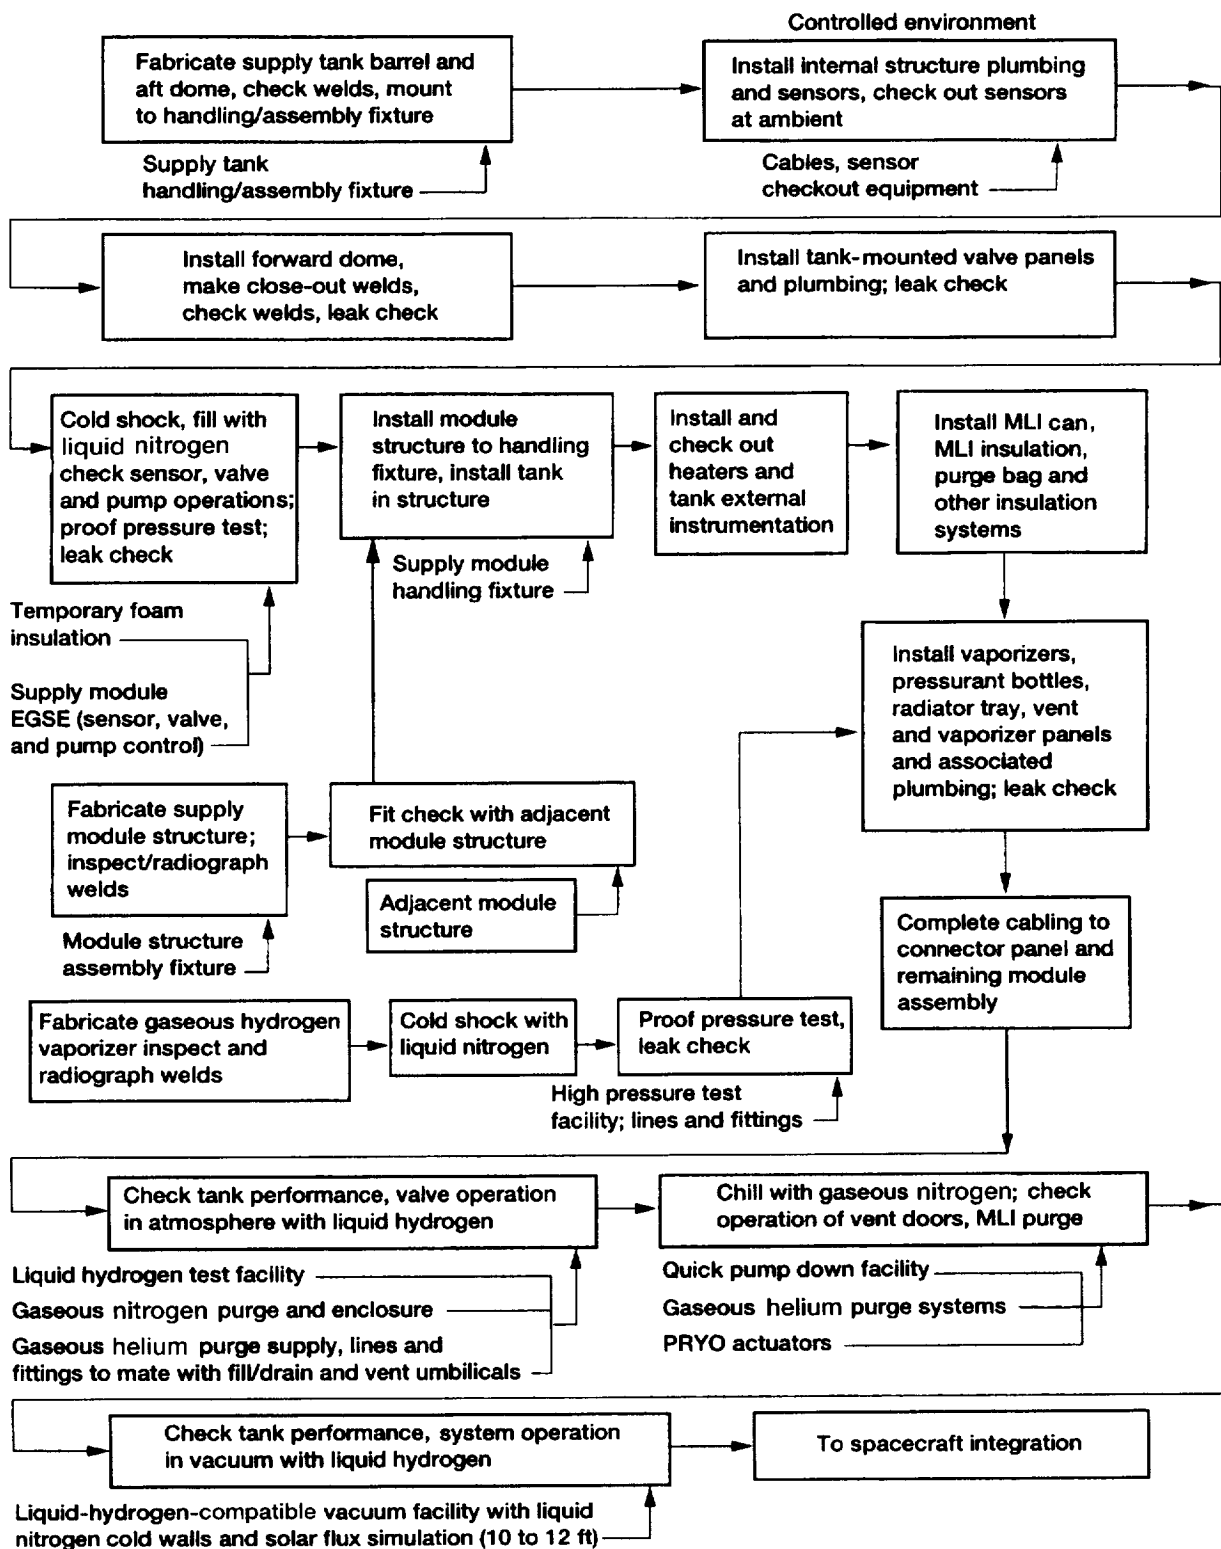 Controlled environment
Fabricate supply tank barrel and
aft dome, check welds, mount
to handling/assembly fixture
Install internal structure plumbing
and sensors, check out sensors
at ambient
Supply tank
handling/assembly fixture
Cables, sensor
checkout equipment
Install forward dome,
make close-out welds,
check welds, leak check
Install tank-mounted valve panels
and plumbing; leak check
Cold shock, fill with
liquid nitrogen
check sensor, valve
and pump operations;
proof pressure test;
leak check
Install module
structure to handling
fixture, install tank
in structure
Install and
check out
heaters and
tank external
instrumentation
Install MLI can,
MLI insulation,
purge bag and
other insulation
systems
Supply module
handling fixture
Temporary foam
insulation
Supply module
EGSE (sensor, valve,
and pump control)
Install vaporizers,
pressurant bottles,
radiator tray, vent
and vaporizer panels
and associated
plumbing; leak check
Fabricate supply
module structure;
inspect/radiograph
welds
Fit check with adjacent
module structure
Adjacent module
structure
Module structure
assembly fixture
Complete cabling to
connector panel and
remaining module
assembly
Fabricate gaseous hydrogen
vaporizer inspect and
radiograph welds
Cold shock with
liquid nitrogen
Proof pressure test,
leak check
High pressure test
facility; lines and fittings
Check tank performance, valve operation
in atmosphere with liquid hydrogen
Chill with gaseous nitrogen; check
operation of vent doors, MLI purge
Liquid hydrogen test facility
Gaseous nitrogen purge and enclosure
Gaseous helium purge supply, lines and
fittings to mate with fill/drain and vent umbilicals
Quick pump down facility
Gaseous helium purge systems
PRYO actuators
Check tank performance, system operation
in vacuum with liquid hydrogen
To spacecraft integration
Liquid-hydrogen-compatible vacuum facility with liquid
nitrogen cold walls and solar flux simulation (10 to 12 ft)